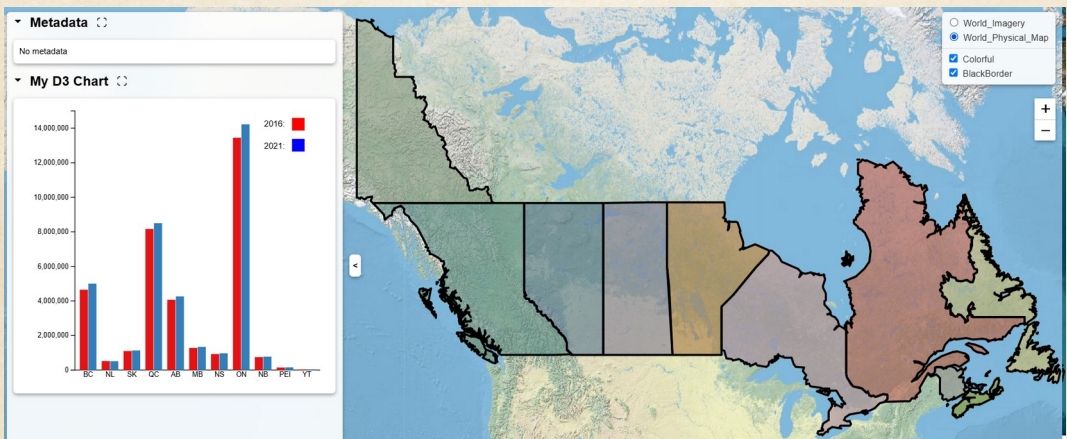 Metadata
No metadata
My D3 Chart
2016:
2021:
14,000,000
12,000,000
10,000,000
8,000,000
6,000,000
4,000,000
2,000,000
0
BC NL SK QC AB MB NS ON NB PEI YT
<
World_Imagery
World_Physical_Map
Colorful
BlackBorder
+
−